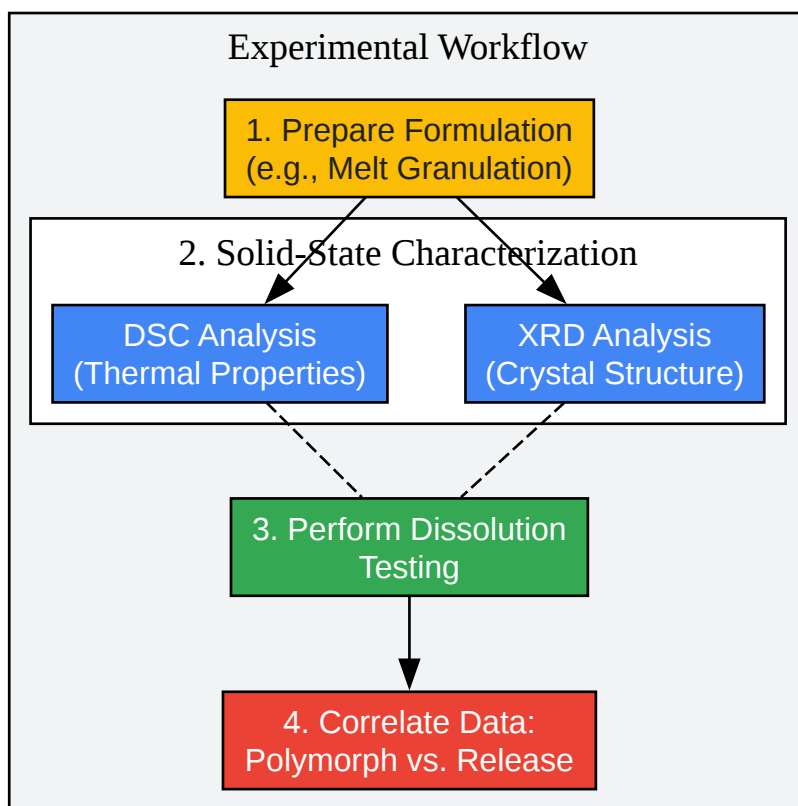 Experimental Workflow
1. Prepare Formulation
(e.g., Melt Granulation)
2. Solid-State Characterization
DSC Analysis
(Thermal Properties)
XRD Analysis
(Crystal Structure)
3. Perform Dissolution
Testing
4. Correlate Data:
Polymorph vs. Release